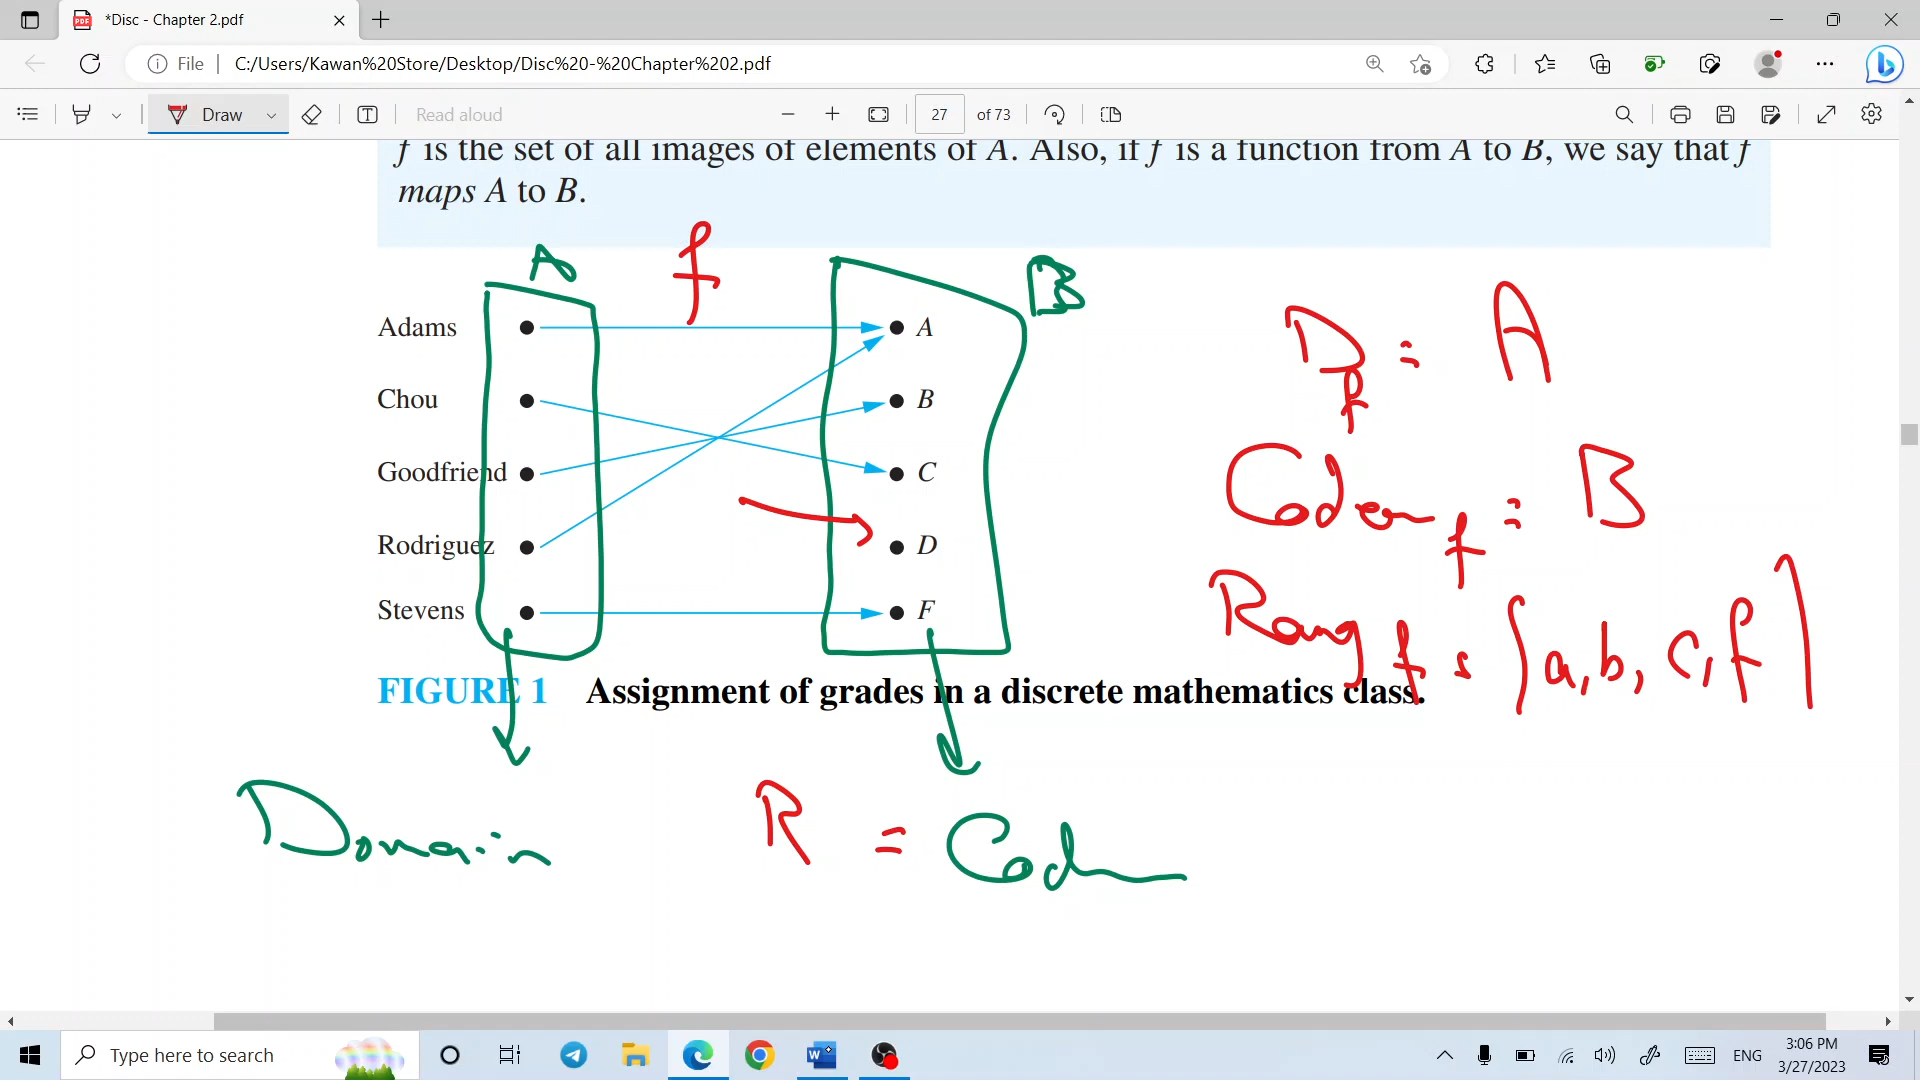 *Disc - Chapter 2.pdf
File C:/Users/Kawan%20Store/Desktop/Disc%20-%20Chapter%202.pdf
Draw Read aloud 27 of 73
f is the set of all images of elements of A. Also, if f is a function from A to B, we say that f
maps A to B.
A f B
Adams A
Chou B
Goodfriend C
Rodriguez D
Stevens F
D f = A
Codom f = B
Rang f = {a, b, c, f}
FIGURE 1 Assignment of grades in a discrete mathematics class.
Domain R = Cod
Type here to search
ENG
3:06 PM
3/27/2023